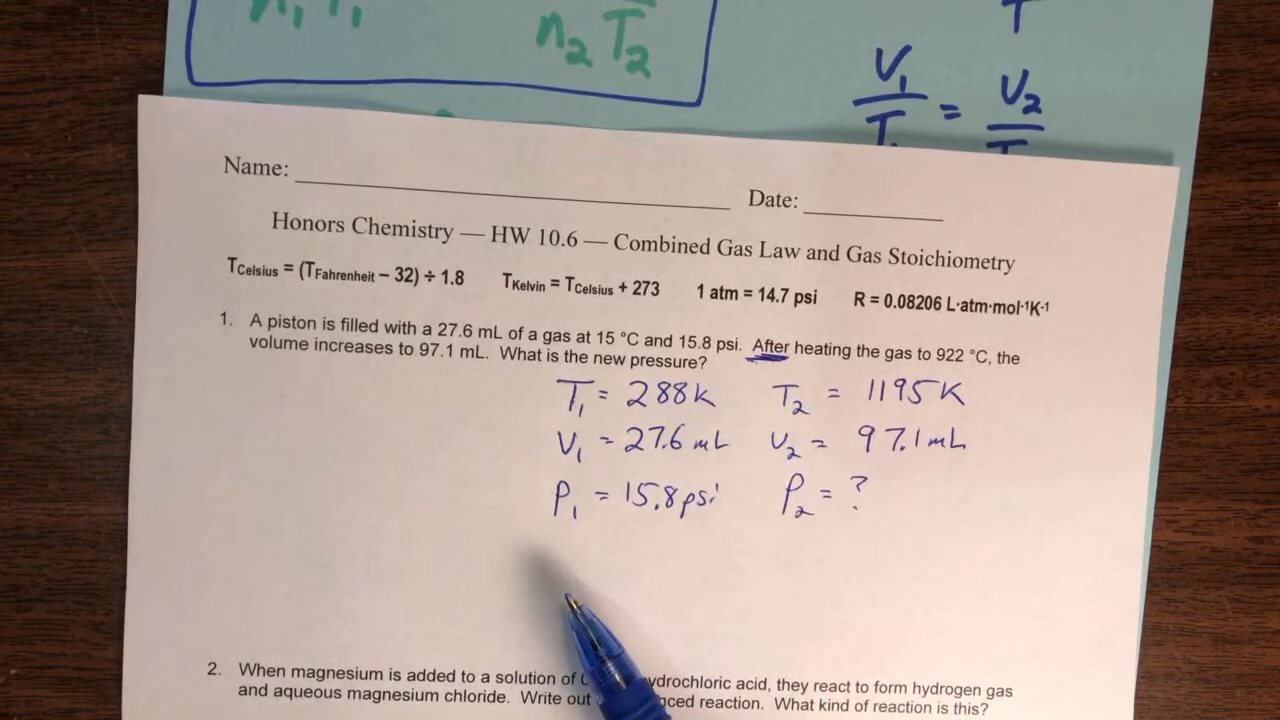 n₁T₁
n₂T₂
T
V₁/T = V₂/T
Name:
Date:
Honors Chemistry — HW 10.6 — Combined Gas Law and Gas Stoichiometry
TCelsius = (TFahrenheit – 32) ÷ 1.8 TKelvin = TCelsius + 273 1 atm = 14.7 psi R = 0.08206 L·atm·mol⁻¹K⁻¹
1. A piston is filled with a 27.6 mL of a gas at 15 °C and 15.8 psi. After heating the gas to 922 °C, the
volume increases to 97.1 mL. What is the new pressure?
T₁ = 288K T₂ = 1195K
V₁ = 27.6 mL V₂ = 97.1 mL
P₁ = 15.8 psi P₂ = ?
2. When magnesium is added to a solution of hydrochloric acid, they react to form hydrogen gas
and aqueous magnesium chloride. Write out reaction. What kind of reaction is this?